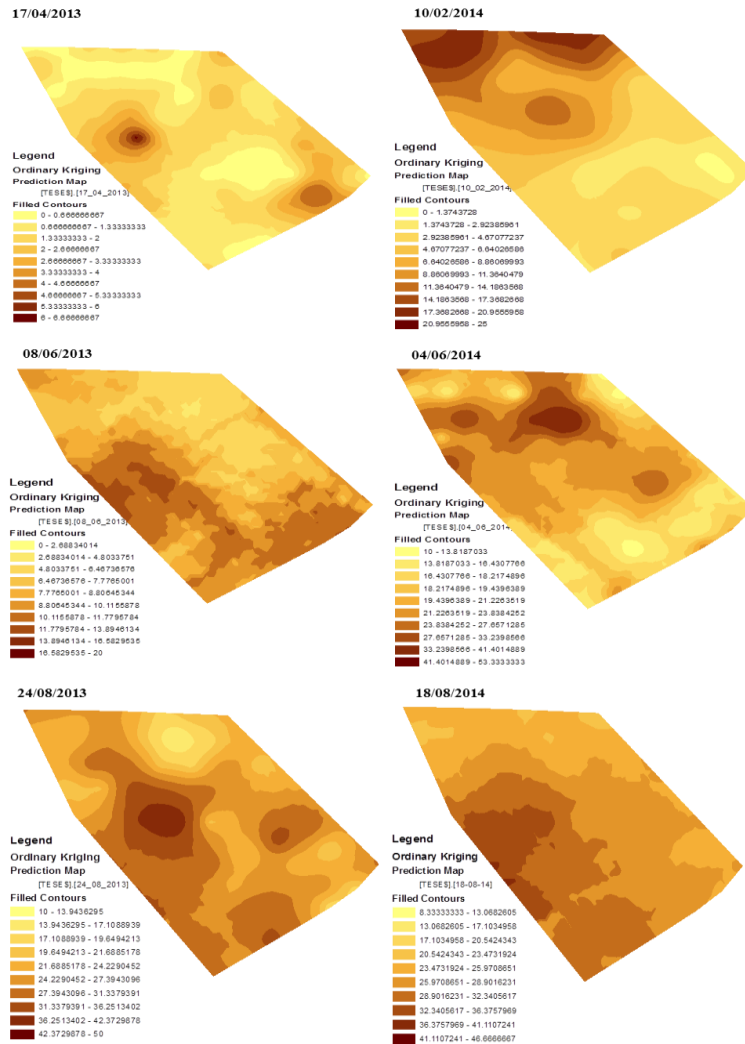 17/04/2013
Legend
Ordinary Kriging
Prediction Map
[TESE$].[17_04_2013]
Filled Contours
0 - 0.666666667
0.666666667 - 1.33333333
1.33333333 - 2
2 - 2.66666667
2.66666667 - 3.33333333
3.33333333 - 4
4 - 4.66666667
4.66666667 - 5.33333333
5.33333333 - 6
6 - 6.66666667
10/02/2014
Legend
Ordinary Kriging
Prediction Map
[TESE$].[10_02_2014]
Filled Contours
0 - 1.3743728
1.3743728 - 2.92385961
2.92385961 - 4.67077237
4.67077237 - 6.64026586
6.64026586 - 8.86069993
8.86069993 - 11.3640479
11.3640479 - 14.1863568
14.1863668 - 17.3682668
17.3682668 - 20.9555958
20.9555958 - 25
08/06/2013
Legend
Ordinary Kriging
Prediction Map
[TESE$].[08_06_2013]
Filled Contours
0 - 2.68834014
2.68834014 - 4.8033751
4.8033751 - 6.46736576
6.46736576 - 7.7765001
7.7765001 - 8.80645344
8.80645344 - 10.1155878
10.1155878 - 11.7795784
11.7795784 - 13.8946134
13.8946134 - 16.5829535
16.5829535 - 20
04/06/2014
Legend
Ordinary Kriging
Prediction Map
[TESE$].[04_06_2014]
Filled Contours
10 - 13.8187033
13.8187033 - 16.4307766
16.4307766 - 18.2174896
18.2174896 - 19.4396389
19.4396389 - 21.2263519
21.2263519 - 23.8384252
23.8384252 - 27.6571285
27.6571285 - 33.2398566
33.2398566 - 41.4014889
41.4014889 - 53.3333333
24/08/2013
Legend
Ordinary Kriging
Prediction Map
[TESE$].[24_08_2013]
Filled Contours
10 - 13.9436295
13.9436295 - 17.1088939
17.1088939 - 19.6494213
19.6494213 - 21.6885178
21.6885178 - 24.2290452
24.2290452 - 27.3943096
27.3943096 - 31.3379391
31.3379391 - 36.2513402
36.2513402 - 42.3729878
42.3729878 - 50
18/08/2014
Legend
Ordinary Kriging
Prediction Map
[TESE$].[18-08-14]
Filled Contours
8.33333333 - 13.0682605
13.0682605 - 17.1034958
17.1034958 - 20.5424343
20.5424343 - 23.4731924
23.4731924 - 25.9708651
25.9708651 - 28.9016231
28.9016231 - 32.3405617
32.3405617 - 36.3757969
36.3757969 - 41.1107241
41.1107241 - 46.6666667